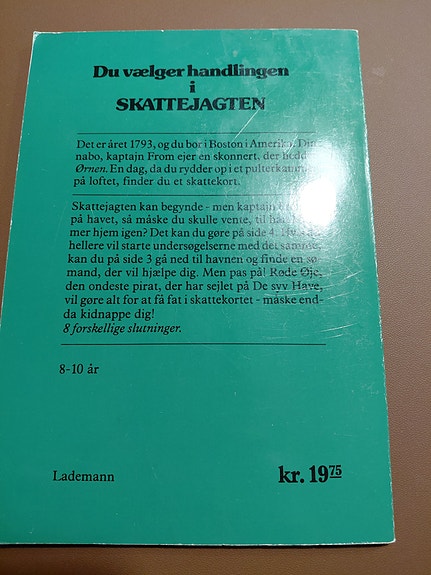 Du vælger handlingen
i
SKATTEJAGTEN
Det er året 1793, og du bor i Boston i Amerika. Din
nabo, kaptajn From ejer en skonnert, der hedder
Ørnen. En dag, da du rydder op i et pulterkammer
på loftet, finder du et skattekort.
Skattejagten kan begynde - men kaptajn From er
på havet, så måske du skulle vente, til han
mer hjem igen? Det kan du gøre på side 4.
hellere vil starte undersøgelserne med det samme,
kan du på side 3 gå ned til havnen og finde en sø-
mand, der vil hjælpe dig. Men pas på! Røde Øje,
den ondeste pirat, der har sejlet på De syv Have,
vil gøre alt for at få fat i skattekortet - måske end-
da kidnappe dig!
8 forskellige slutninger.
8-10 år
Lademann
kr. 19 75